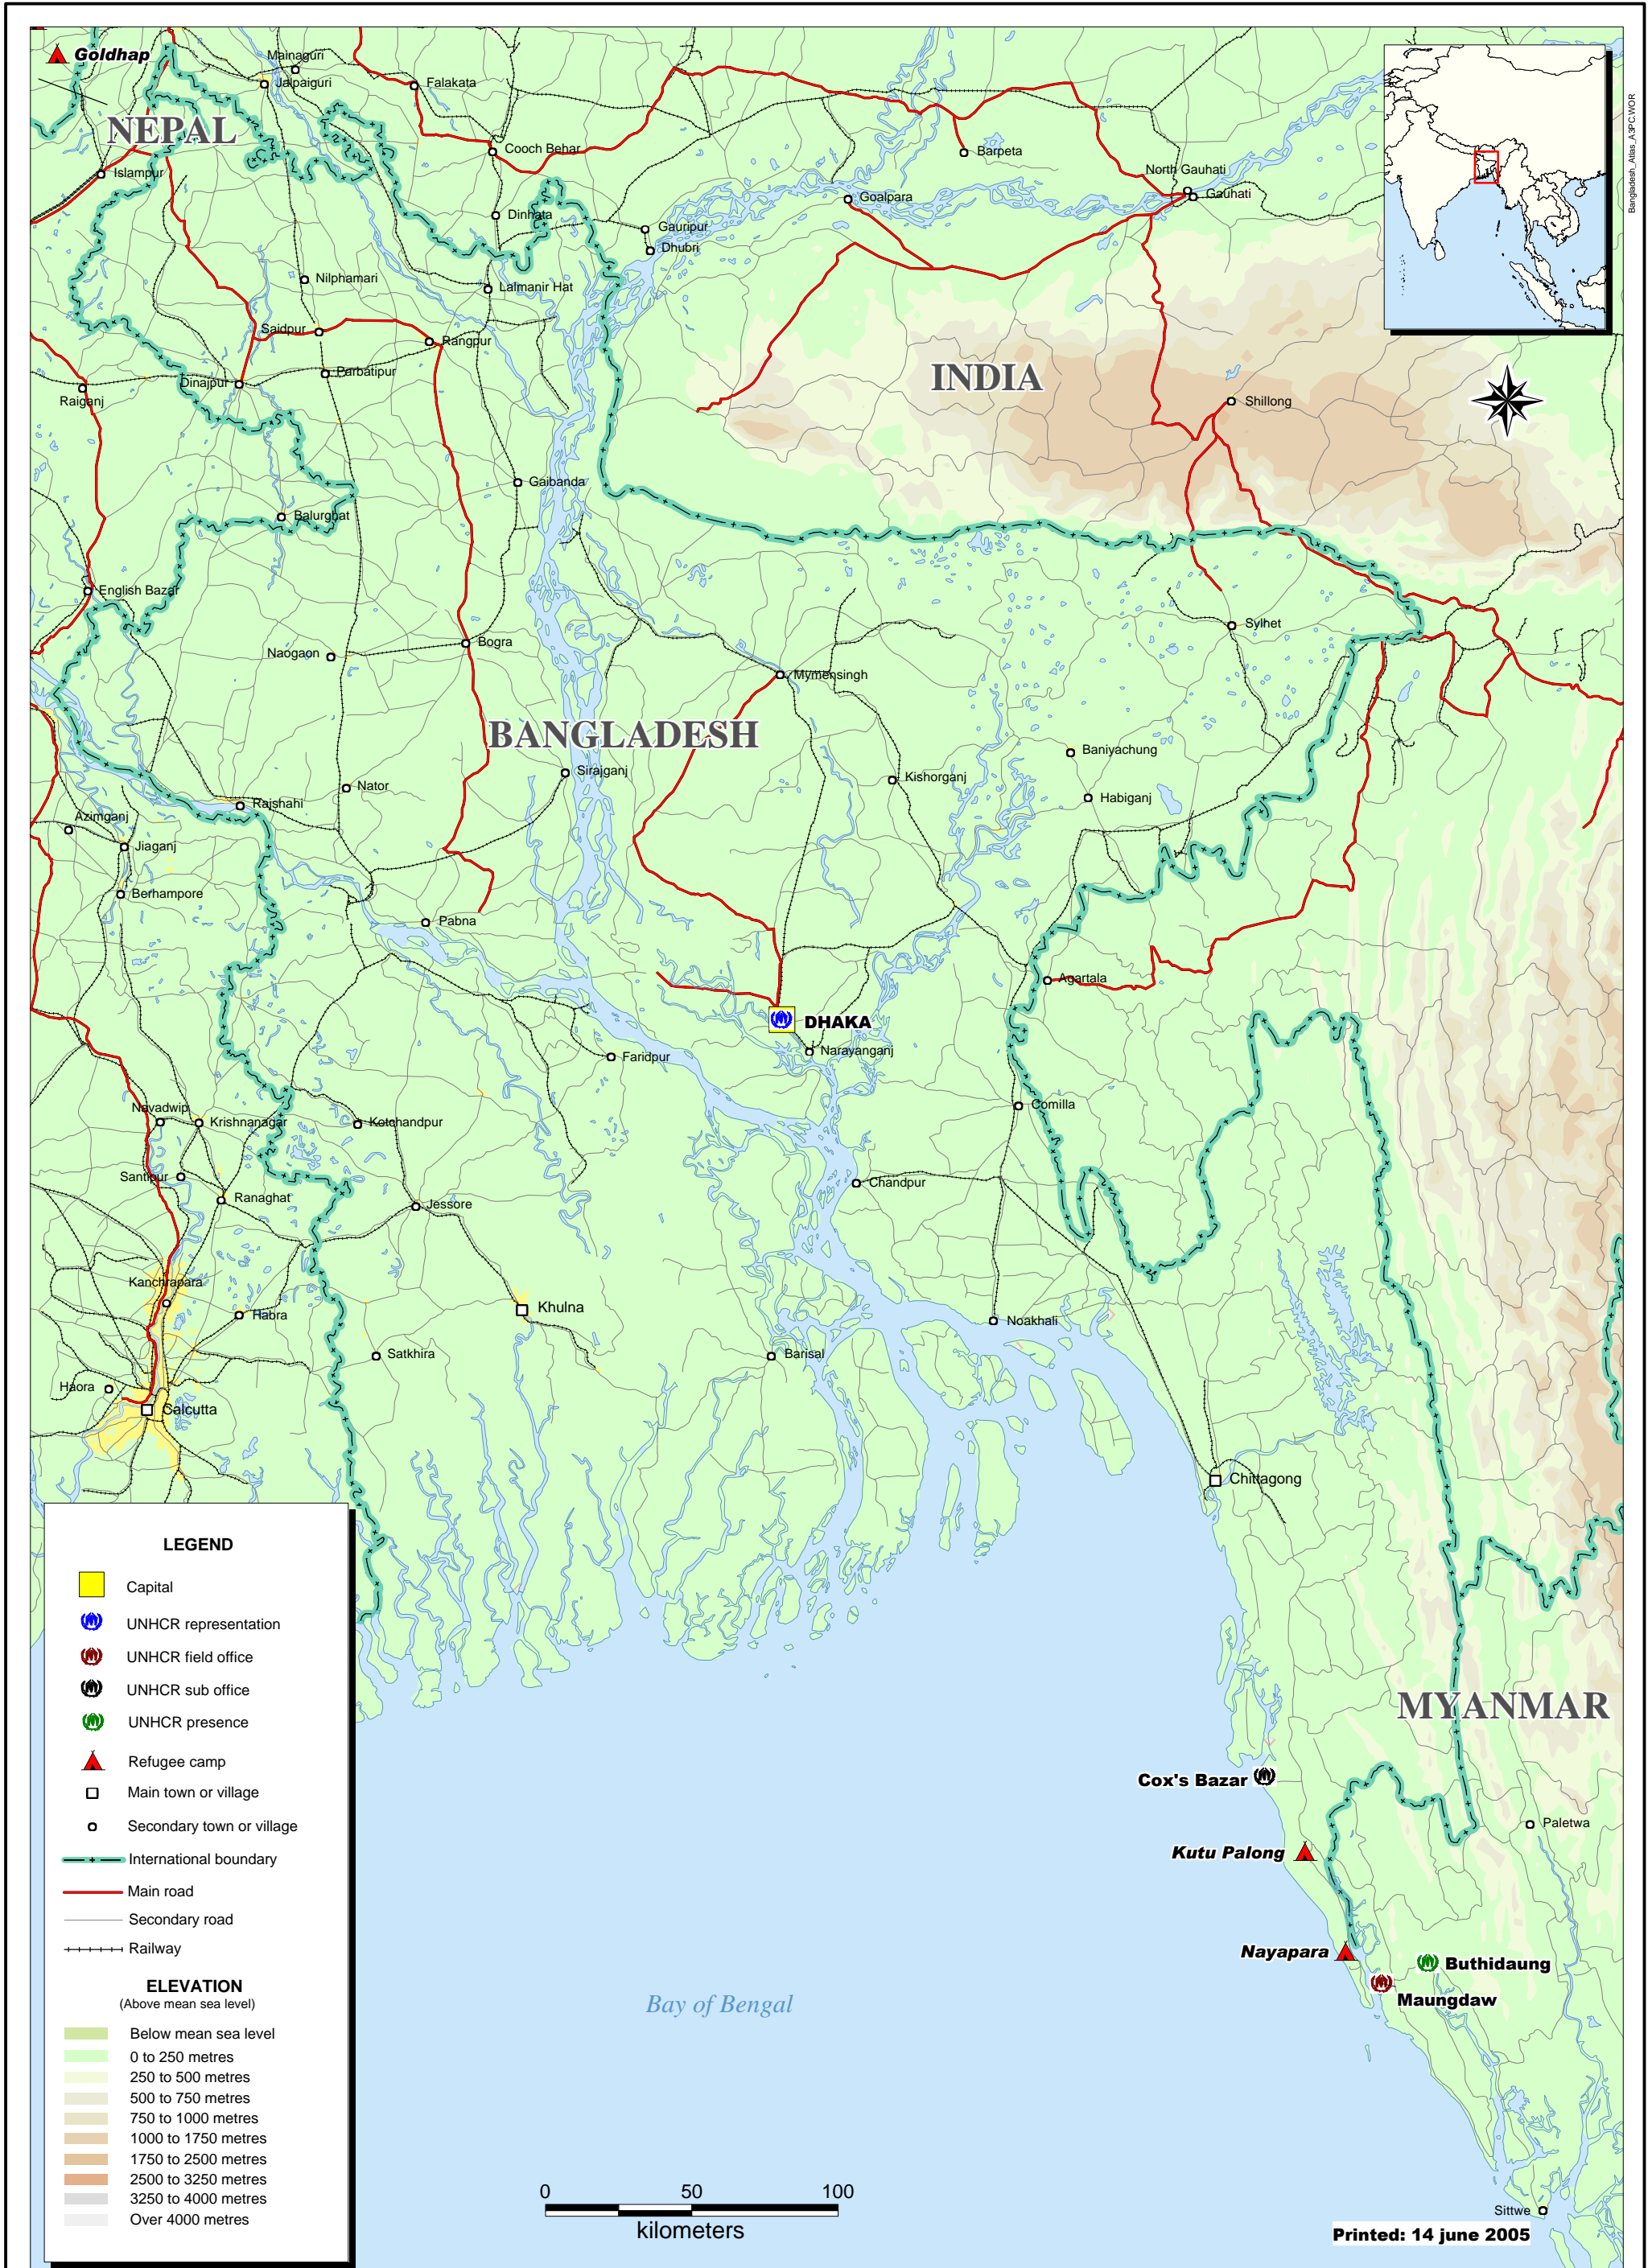 Goldhap
Mainaguri
Jalpaiguri
Falakata
NEPAL
Cooch Behar
Barpeta
North Gauhati
Islampur
Gauhati
Goalpara
Dinhata
Gauripur
Dhubri
Nilphamari
Lalmanir Hat
Saidpur
Rangpur
Parbatipur
INDIA
Dinajpur
Raiganj
Shillong
Gaibanda
Balurghat
English Bazar
Sylhet
Naogaon
Bogra
Mymensingh
BANGLADESH
Baniyachung
Sirajganj
Kishorganj
Nator
Habiganj
Rajshahi
Azimganj
Jiaganj
Berhampore
Pabna
Agartala
DHAKA
Narayanganj
Faridpur
Comilla
Navadwip
Krishnanagar
Kotchandpur
Santipur
Ranaghat
Chandpur
Jessore
Kanchrapara
Habra
Khulna
Noakhali
Satkhira
Barisal
Haora
Calcutta
Chittagong
MYANMAR
Cox's Bazar
Paletwa
Kutu Palong
Nayapara
Buthidaung
Maungdaw
Bay of Bengal
Sittwe
LEGEND
Capital
UNHCR representation
UNHCR field office
UNHCR sub office
UNHCR presence
Refugee camp
Main town or village
Secondary town or village
International boundary
Main road
Secondary road
Railway
ELEVATION
(Above mean sea level)
Below mean sea level
0 to 250 metres
250 to 500 metres
500 to 750 metres
750 to 1000 metres
1000 to 1750 metres
1750 to 2500 metres
2500 to 3250 metres
3250 to 4000 metres
Over 4000 metres
0 50 100
kilometers
Printed: 14 june 2005
Bangladesh_Atlas_A3PC.WOR